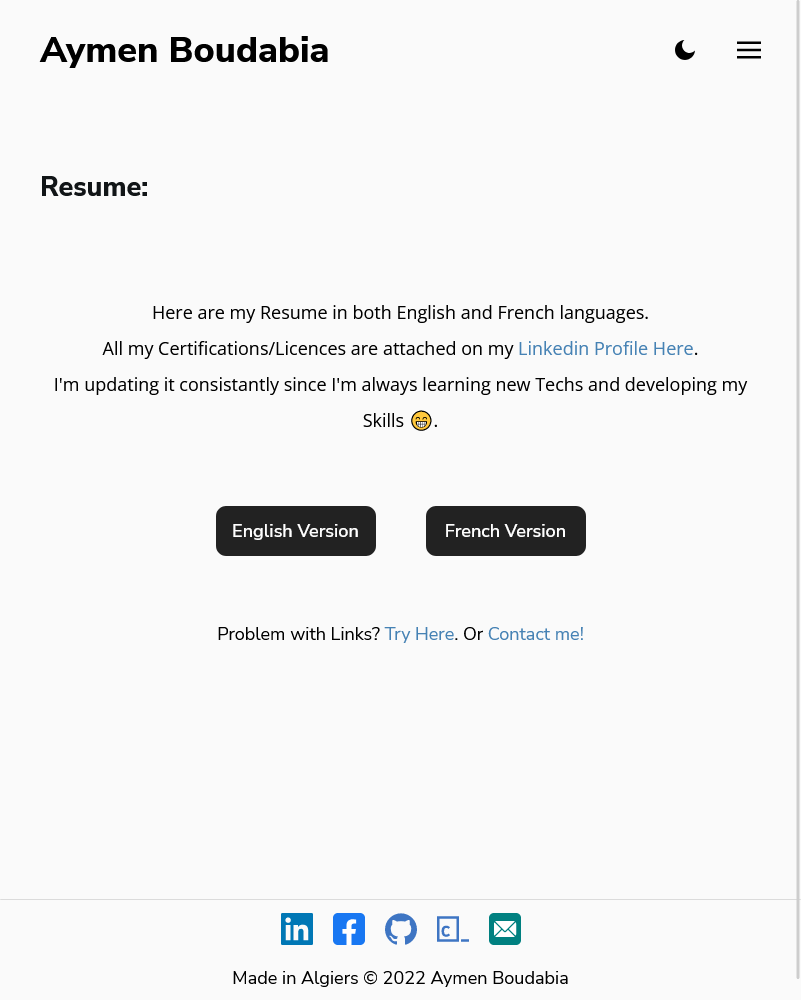 Aymen Boudabia
Resume:
Here are my Resume in both English and French languages.
All my Certifications/Licences are attached on my Linkedin Profile Here.
I'm updating it consistantly since I'm always learning new Techs and developing my
Skills 😁.
English Version
French Version
Problem with Links? Try Here. Or Contact me!
in
c_
Made in Algiers © 2022 Aymen Boudabia